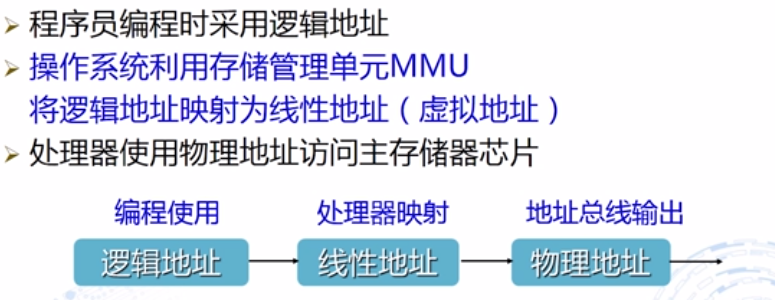 程序员编程时采用逻辑地址
操作系统利用存储管理单元MMU
将逻辑地址映射为线性地址（虚拟地址）
处理器使用物理地址访问主存储器芯片
编程使用 处理器映射 地址总线输出
逻辑地址 线性地址 物理地址